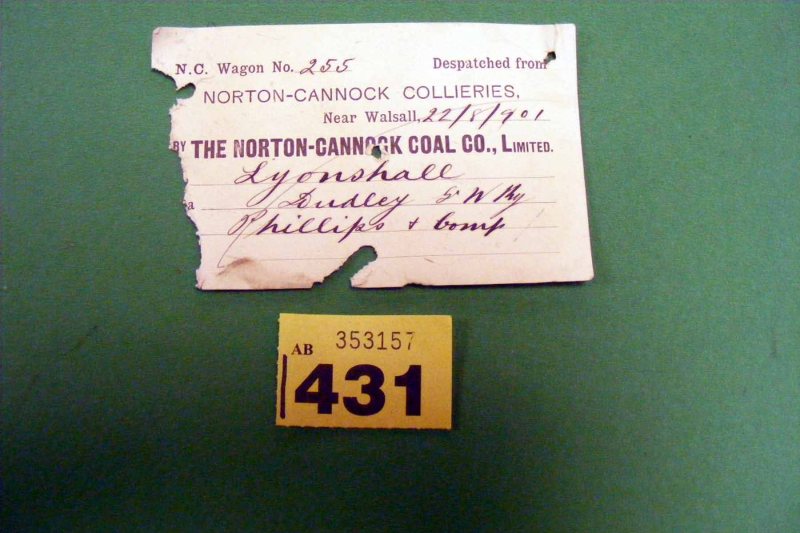 N.C. Wagon No. 255 Despatched from
NORTON-CANNOCK COLLIERIES,
Near Walsall, 22/8/901
BY THE NORTON-CANNOCK COAL CO., LIMITED.
Lyonshall
a Dudley G W Ry
Phillips + Comp
AB 353157
431